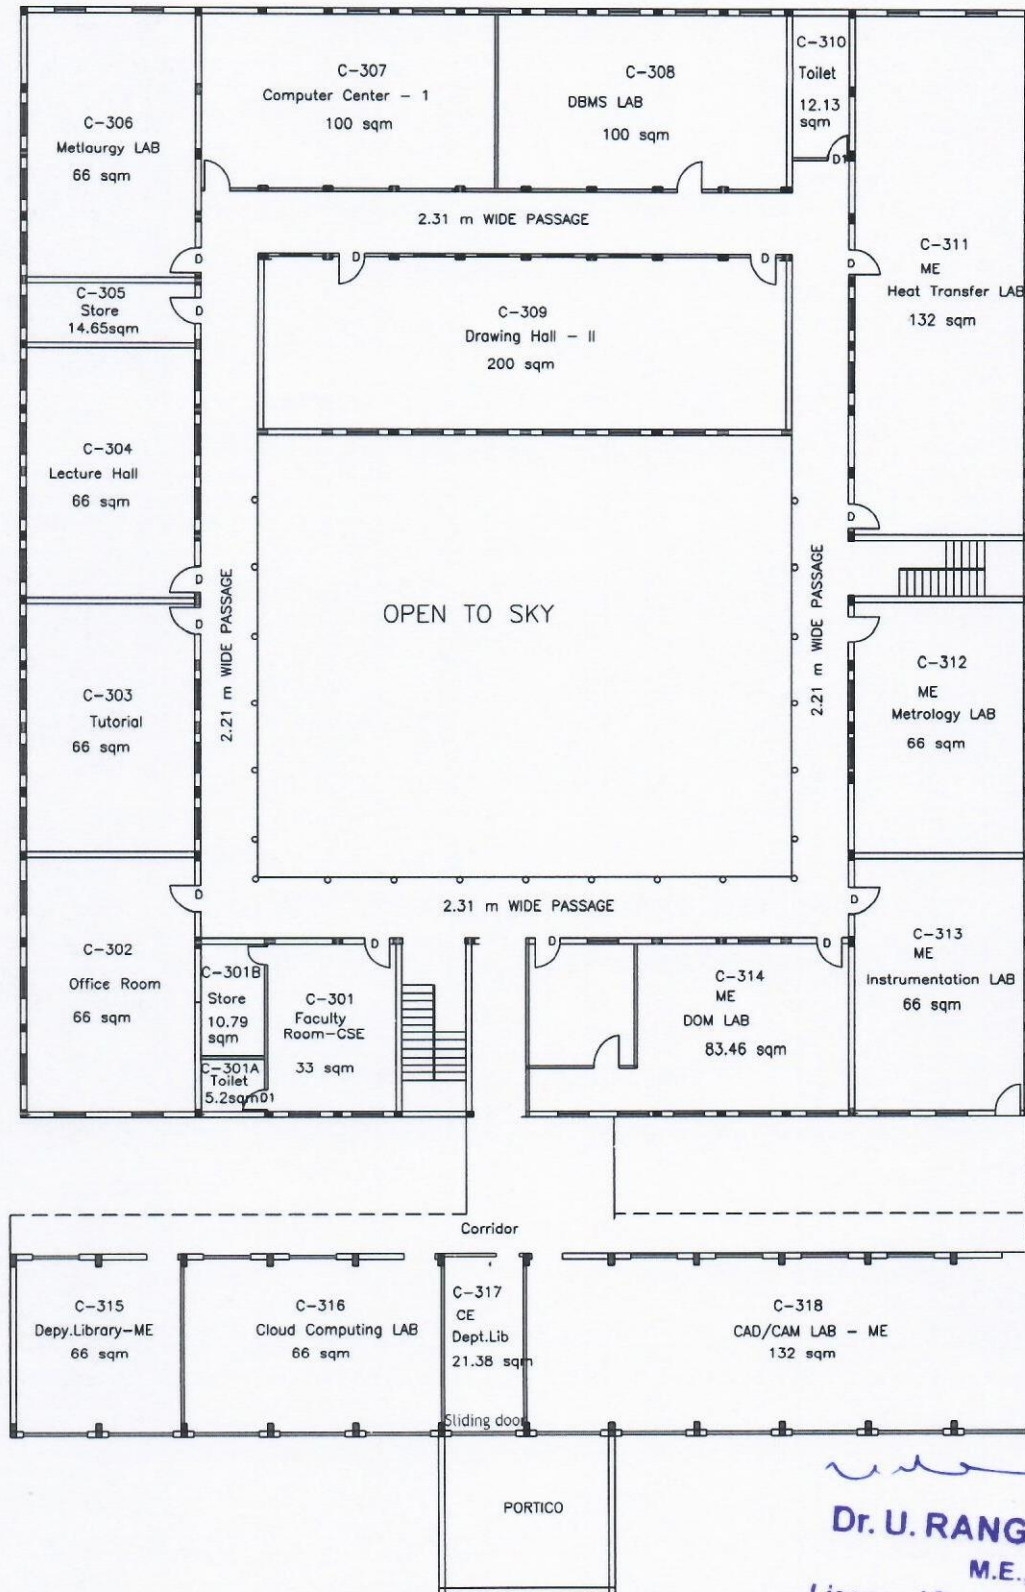 C-306
Metlaurgy LAB
66 sqm
C-307
Computer Center - 1
100 sqm
C-308
DBMS LAB
100 sqm
C-310
Toilet
12.13
sqm
D1
2.31 m WIDE PASSAGE
D
D
D
D
C-311
ME
Heat Transfer LAB
132 sqm
C-305
Store
14.65sqm
D
C-309
Drawing Hall - II
200 sqm
C-304
Lecture Hall
66 sqm
D
D
2.21 m WIDE PASSAGE
OPEN TO SKY
2.21 m WIDE PASSAGE
D
C-303
Tutorial
66 sqm
C-312
ME
Metrology LAB
66 sqm
D
2.31 m WIDE PASSAGE
D
C-302
Office Room
66 sqm
C-301B
Store
10.79
sqm
C-301A
Toilet
5.2sqm
D1
D
C-301
Faculty
Room-CSE
33 sqm
D
D
C-314
ME
DOM LAB
83.46 sqm
C-313
ME
Instrumentation LAB
66 sqm
Corridor
C-315
Depy.Library-ME
66 sqm
C-316
Cloud Computing LAB
66 sqm
C-317
CE
Dept.Lib
21.38 sqm
Sliding door
C-318
CAD/CAM LAB - ME
132 sqm
PORTICO
Dr. U. RANG
M.E.,